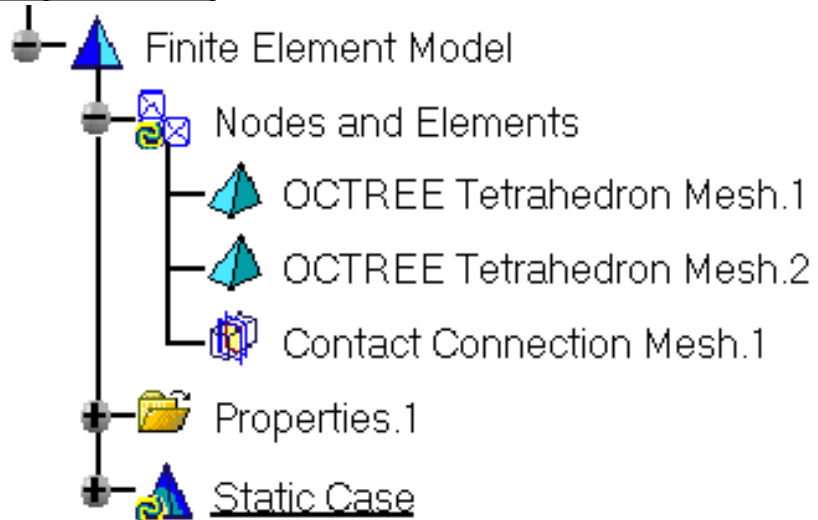 Finite Element Model
Nodes and Elements
OCTREE Tetrahedron Mesh.1
OCTREE Tetrahedron Mesh.2
Contact Connection Mesh.1
Properties.1
Static Case